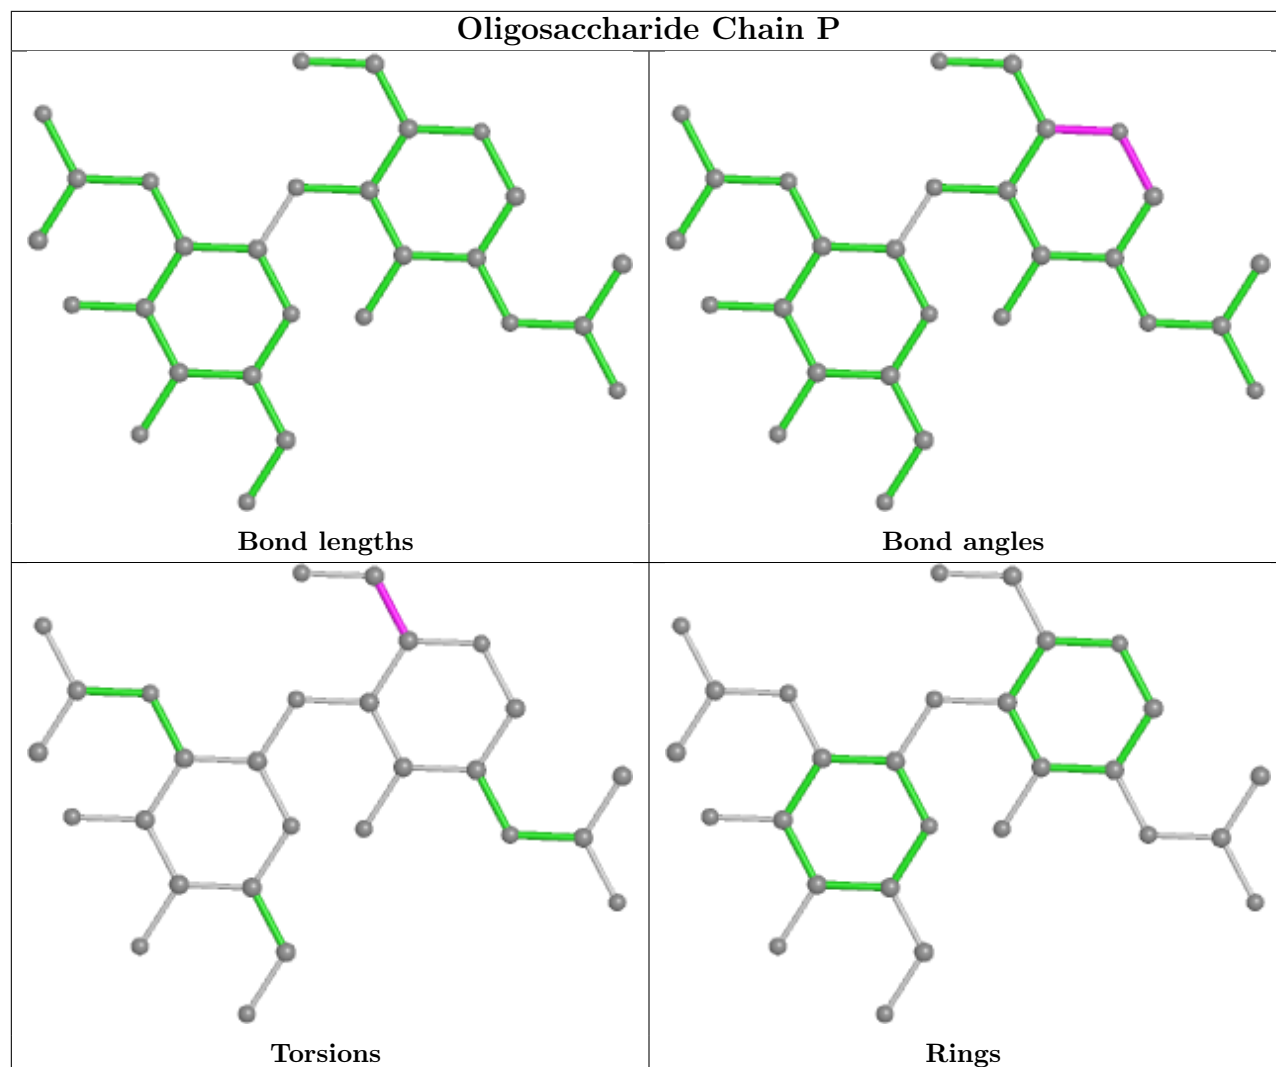 Oligosaccharide Chain P
Bond lengths
Bond angles
Torsions
Rings